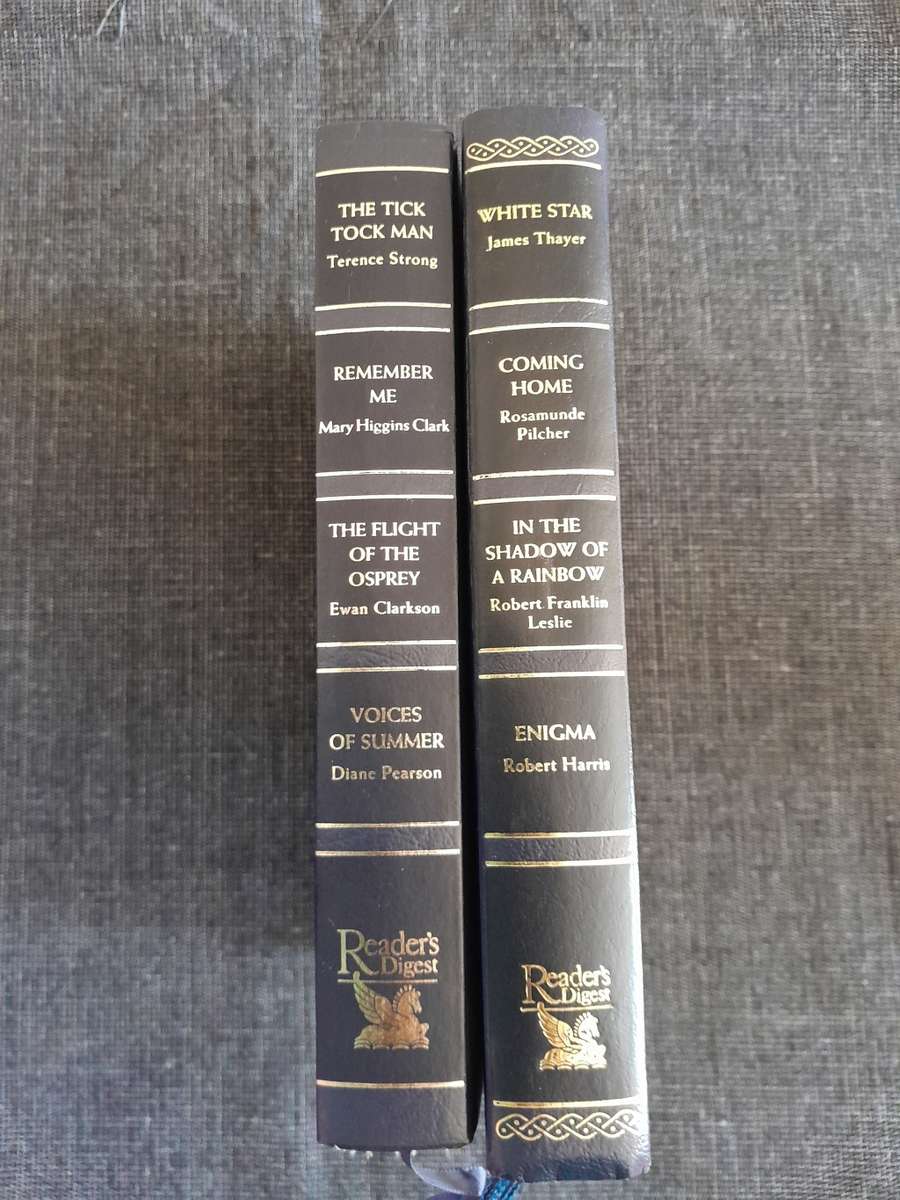 THE TICK
TOCK MAN
Terence Strong
REMEMBER
ME
Mary Higgins Clark
THE FLIGHT
OF THE
OSPREY
Ewan Clarkson
VOICES
OF SUMMER
Diane Pearson
Reader's
Digest
WHITE STAR
James Thayer
COMING
HOME
Rosamunde
Pilcher
IN THE
SHADOW OF
A RAINBOW
Robert Franklin
Leslie
ENIGMA
Robert Harris
Reader's
Digest